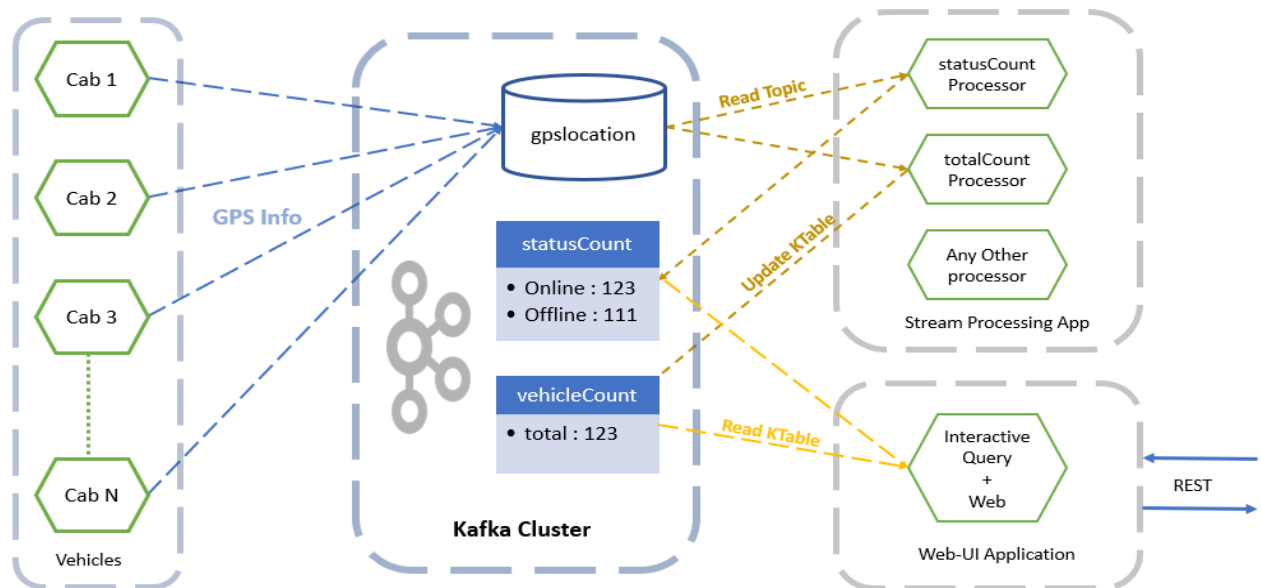 Cab 1
Cab 2
Cab 3
Cab N
Vehicles
GPS Info
gpslocation
statusCount
• Online : 123
• Offline : 111
vehicleCount
• total : 123
Kafka Cluster
Read Topic
Update KTable
Read KTable
statusCount
Processor
totalCount
Processor
Any Other
processor
Stream Processing App
Interactive
Query
+
Web
Web-UI Application
REST